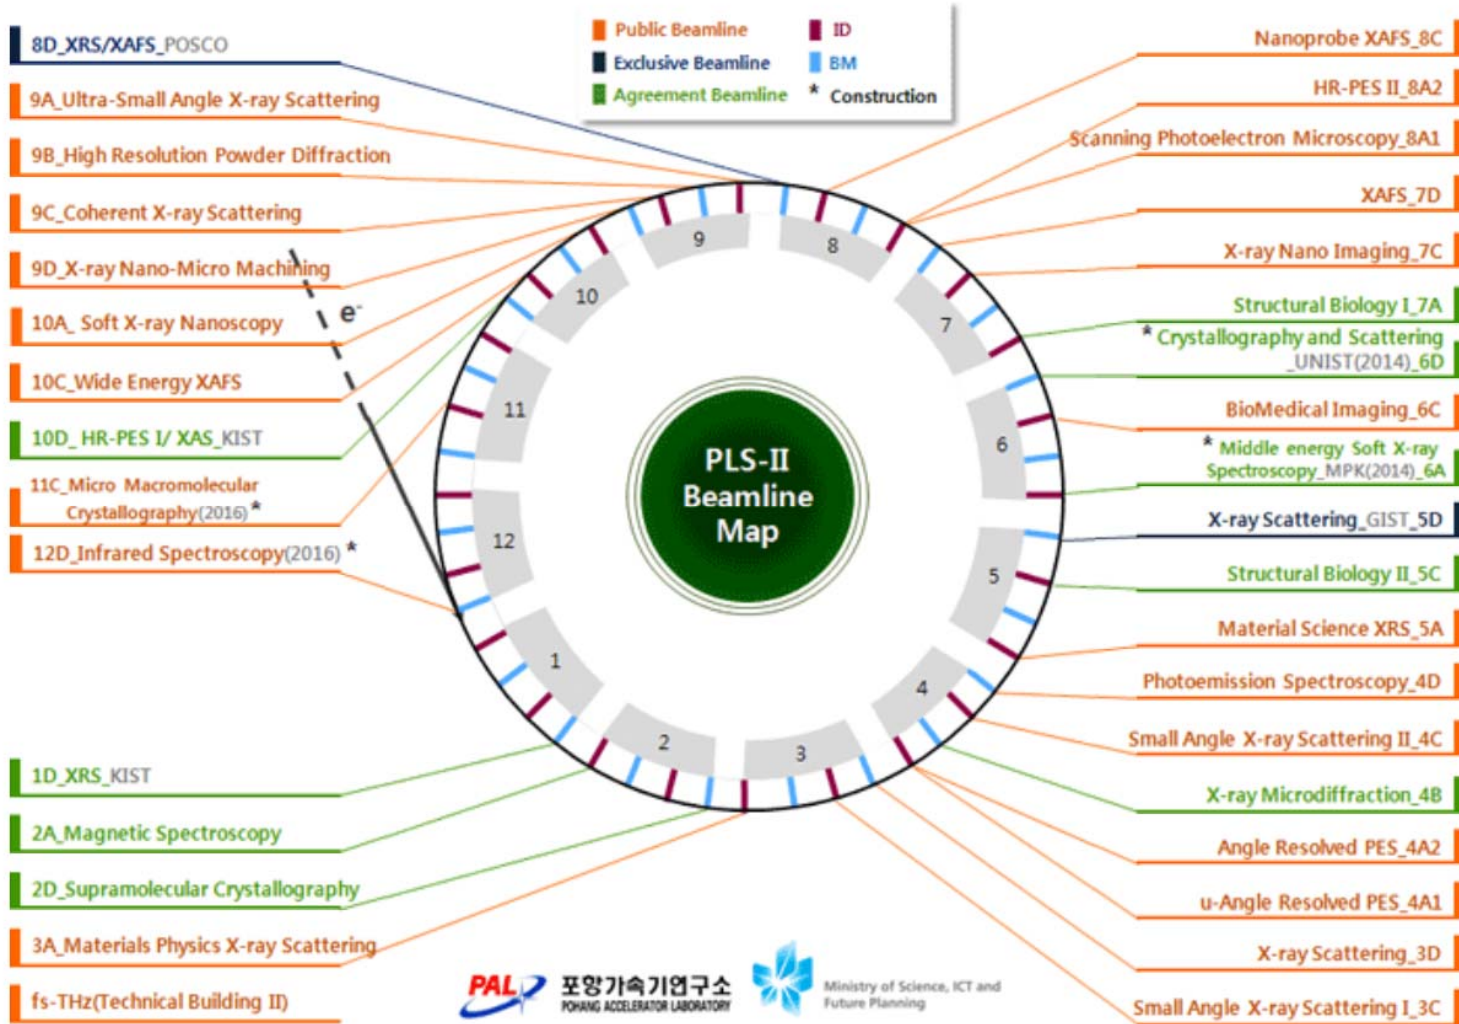 8D_XRS/XAFS_POSCO
9A_Ultra-Small Angle X-ray Scattering
9B_High Resolution Powder Diffraction
9C_Coherent X-ray Scattering
9D_X-ray Nano-Micro Machining
10A_ Soft X-ray Nanoscopy
10C_Wide Energy XAFS
10D_ HR-PES I/ XAS_KIST
11C_Micro Macromolecular
Crystallography(2016) *
12D_Infrared Spectroscopy(2016) *
1D_XRS_KIST
2A_Magnetic Spectroscopy
2D_Supramolecular Crystallography
3A_Materials Physics X-ray Scattering
fs-THz(Technical Building II)
e-
Public Beamline
ID
Exclusive Beamline
BM
Agreement Beamline
* Construction
9
8
10
7
11
6
12
5
1
4
2
3
PLS-II
Beamline
Map
Nanoprobe XAFS_8C
HR-PES II_8A2
Scanning Photoelectron Microscopy_8A1
XAFS_7D
X-ray Nano Imaging_7C
Structural Biology I_7A
* Crystallography and Scattering
_UNIST(2014)_6D
BioMedical Imaging_6C
* Middle energy Soft X-ray
Spectroscopy_MPK(2014)_6A
X-ray Scattering_GIST_5D
Structural Biology II_5C
Material Science XRS_5A
Photoemission Spectroscopy_4D
Small Angle X-ray Scattering II_4C
X-ray Microdiffraction_4B
Angle Resolved PES_4A2
u-Angle Resolved PES_4A1
X-ray Scattering_3D
Small Angle X-ray Scattering I_3C
PAL
포항가속기연구소
POHANG ACCELERATOR LABORATORY
Ministry of Science, ICT and
Future Planning